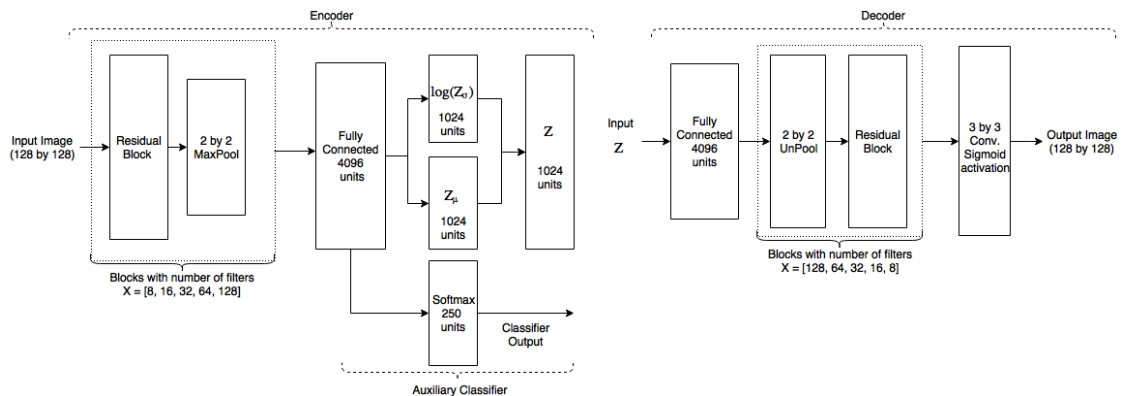 Encoder
Input Image
(128 by 128)
Residual
Block
2 by 2
MaxPool
Blocks with number of filters
X = [8, 16, 32, 64, 128]
Fully
Connected
4096
units
log(Zσ)
1024
units
Zμ
1024
units
Z
1024
units
Softmax
250
units
Classifier
Output
Auxiliary Classifier
Decoder
Input
Z
Fully
Connected
4096
units
2 by 2
UnPool
Residual
Block
Blocks with number of filters
X = [128, 64, 32, 16, 8]
3 by 3
Conv.
Sigmoid
activation
Output Image
(128 by 128)